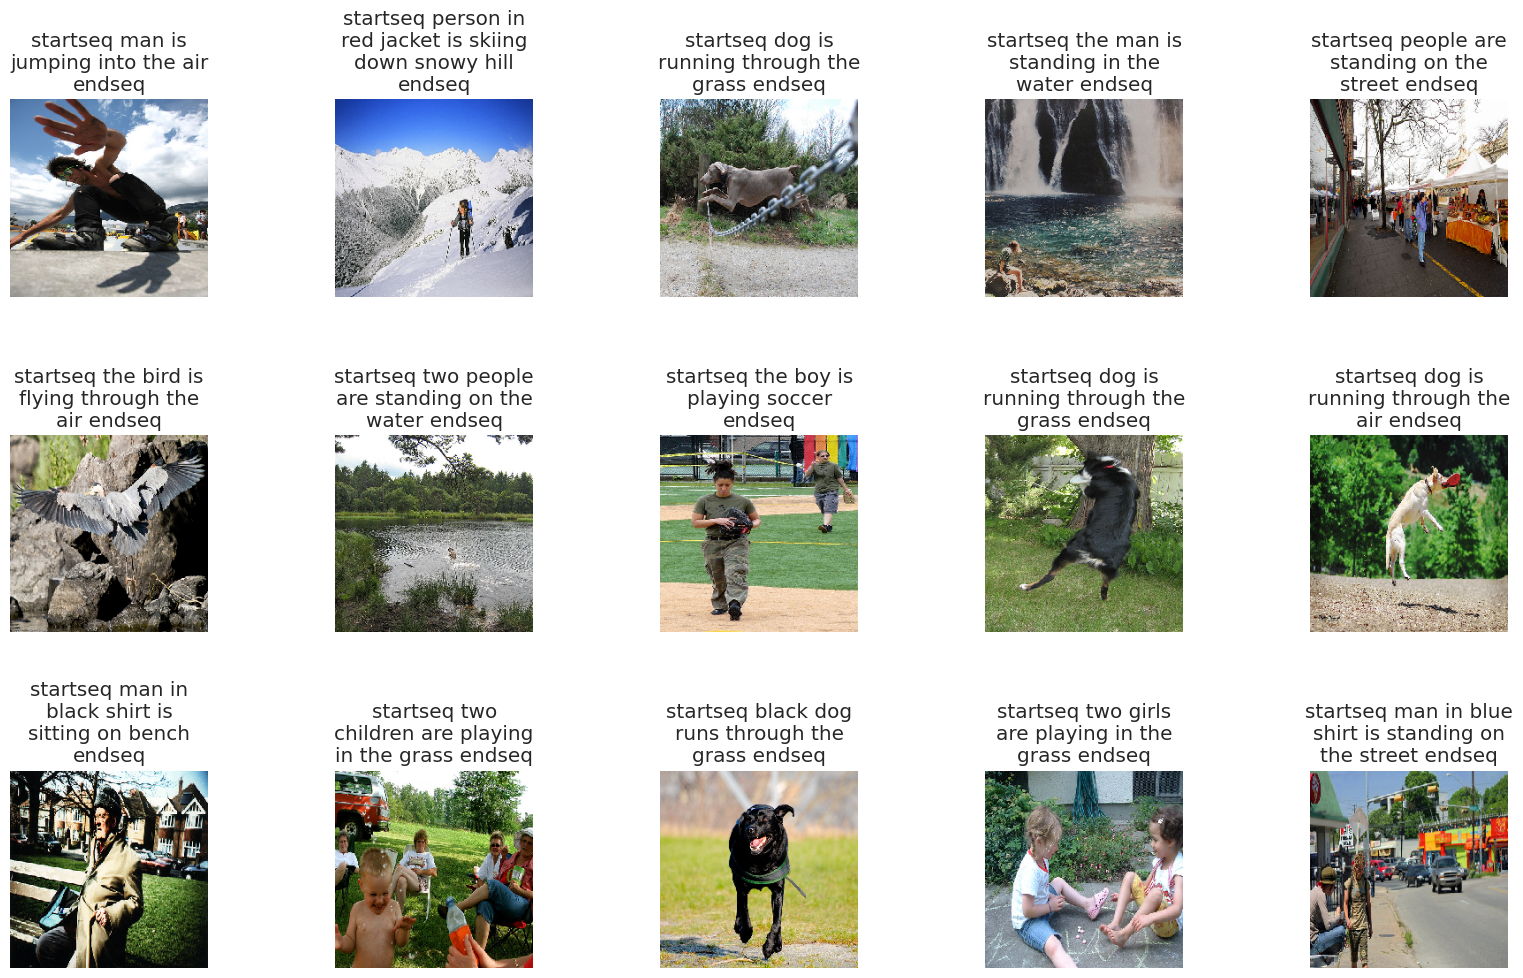 startseq man is
jumping into the air
endseq
startseq person in
red jacket is skiing
down snowy hill
endseq
startseq dog is
running through the
grass endseq
startseq the man is
standing in the
water endseq
startseq people are
standing on the
street endseq
startseq the bird is
flying through the
air endseq
startseq two people
are standing on the
water endseq
startseq the boy is
playing soccer
endseq
startseq dog is
running through the
grass endseq
startseq dog is
running through the
air endseq
startseq man in
black shirt is
sitting on bench
endseq
startseq two
children are playing
in the grass endseq
startseq black dog
runs through the
grass endseq
startseq two girls
are playing in the
grass endseq
startseq man in blue
shirt is standing on
the street endseq